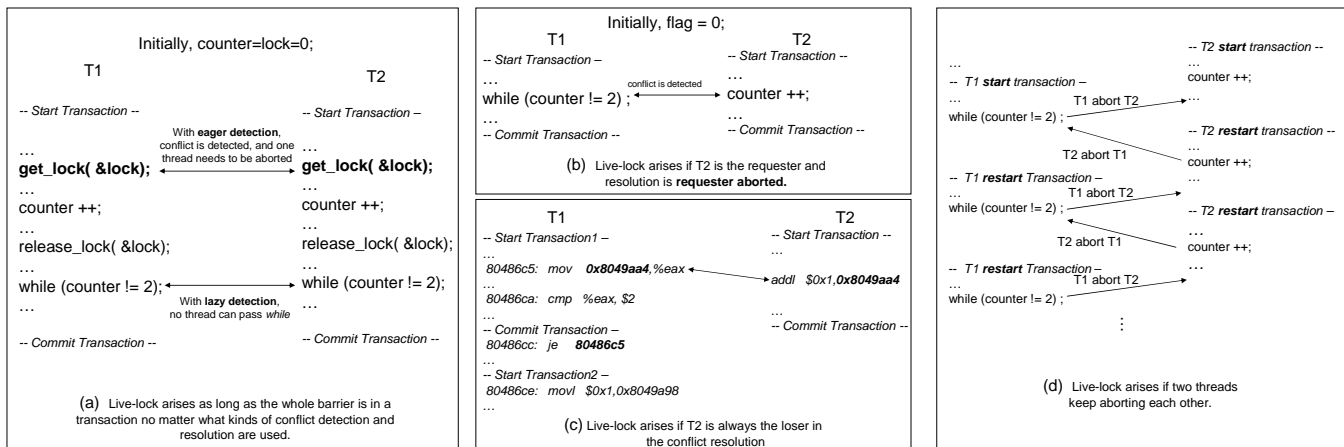 Initially, counter=lock=0;
T1
T2
-- Start Transaction --
-- Start Transaction –
With eager detection,
conflict is detected, and one
thread needs to be aborted
…
…
get_lock( &lock);
get_lock( &lock);
…
…
counter ++;
counter ++;
…
…
release_lock( &lock);
release_lock( &lock);
…
…
while (counter != 2);
while (counter != 2);
With lazy detection,
no thread can pass while
…
…
-- Commit Transaction --
-- Commit Transaction --
(a) Live-lock arises as long as the whole barrier is in a
transaction no matter what kinds of conflict detection and
resolution are used.
Initially, flag = 0;
T1
T2
-- Start Transaction –
-- Start Transaction --
…
…
while (counter != 2) ;
conflict is detected
counter ++;
…
…
-- Commit Transaction –
-- Commit Transaction --
(b) Live-lock arises if T2 is the requester and
resolution is requester aborted.
T1
T2
-- Start Transaction1 –
-- Start Transaction --
…
…
80486c5: mov 0x8049aa4,%eax
addl $0x1,0x8049aa4
…
80486ca: cmp %eax, $2
…
…
-- Commit Transaction –
-- Commit Transaction --
80486cc: je 80486c5
…
-- Start Transaction2 –
80486ce: movl $0x1,0x8049a98
…
(c) Live-lock arises if T2 is always the loser in
the conflict resolution
-- T2 start transaction --
…
…
counter ++;
-- T1 start transaction –
…
T1 abort T2
…
while (counter != 2) ;
-- T2 restart transaction --
…
T2 abort T1
counter ++;
…
-- T1 restart Transaction –
T1 abort T2
…
while (counter != 2) ;
-- T2 restart transaction –
…
T2 abort T1
counter ++;
…
-- T1 restart Transaction –
T1 abort T2
…
while (counter != 2) ;
⋮
(d) Live-lock arises if two threads
keep aborting each other.